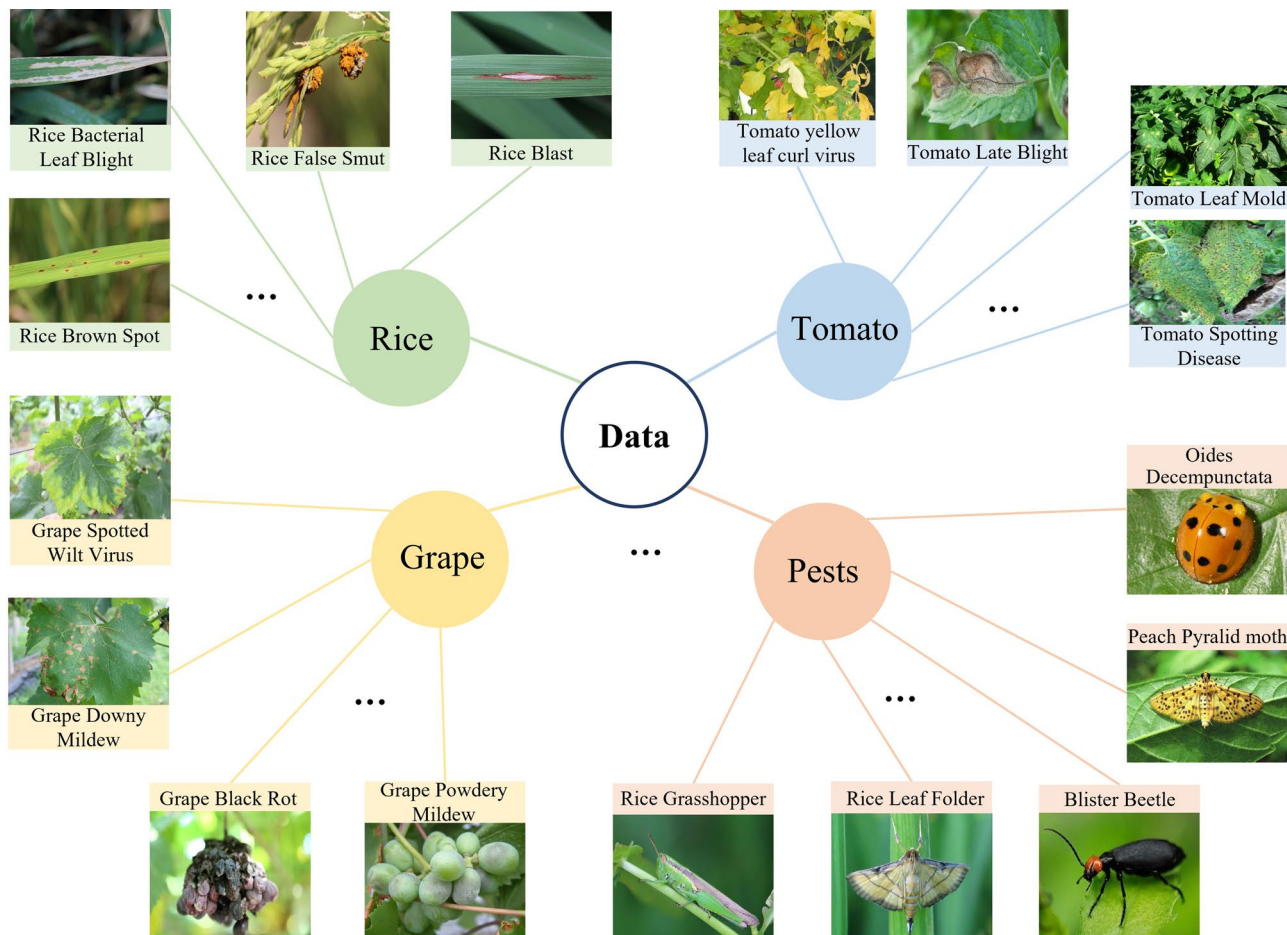 Rice Bacterial
Leaf Blight
Rice False Smut
Rice Blast
Tomato yellow
leaf curl virus
Tomato Late Blight
Tomato Leaf Mold
Rice Brown Spot
...
Rice
Tomato
...
Tomato Spotting
Disease
Data
Oides
Decempunctata
Grape Spotted
Wilt Virus
Grape
...
Pests
Peach Pyralid moth
Grape Downy
Mildew
...
...
Grape Black Rot
Grape Powdery
Mildew
Rice Grasshopper
Rice Leaf Folder
Blister Beetle